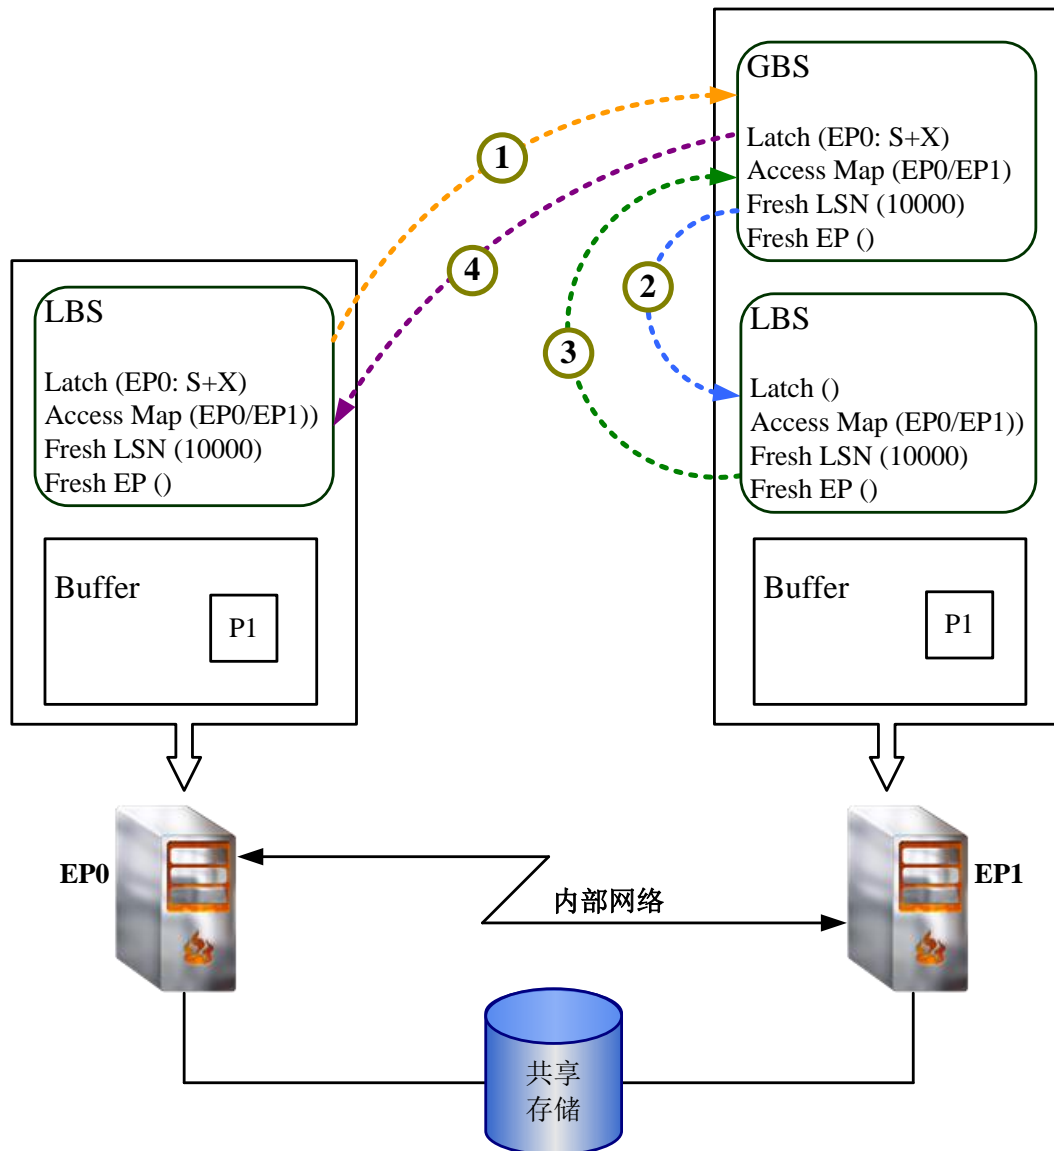 GBS
Latch (EP0: S+X)
Access Map (EP0/EP1)
Fresh LSN (10000)
Fresh EP ()
1
4
2
3
LBS
Latch (EP0: S+X)
Access Map (EP0/EP1))
Fresh LSN (10000)
Fresh EP ()
LBS
Latch ()
Access Map (EP0/EP1))
Fresh LSN (10000)
Fresh EP ()
Buffer
P1
Buffer
P1
EP0
EP1
内部网络
共享
存储